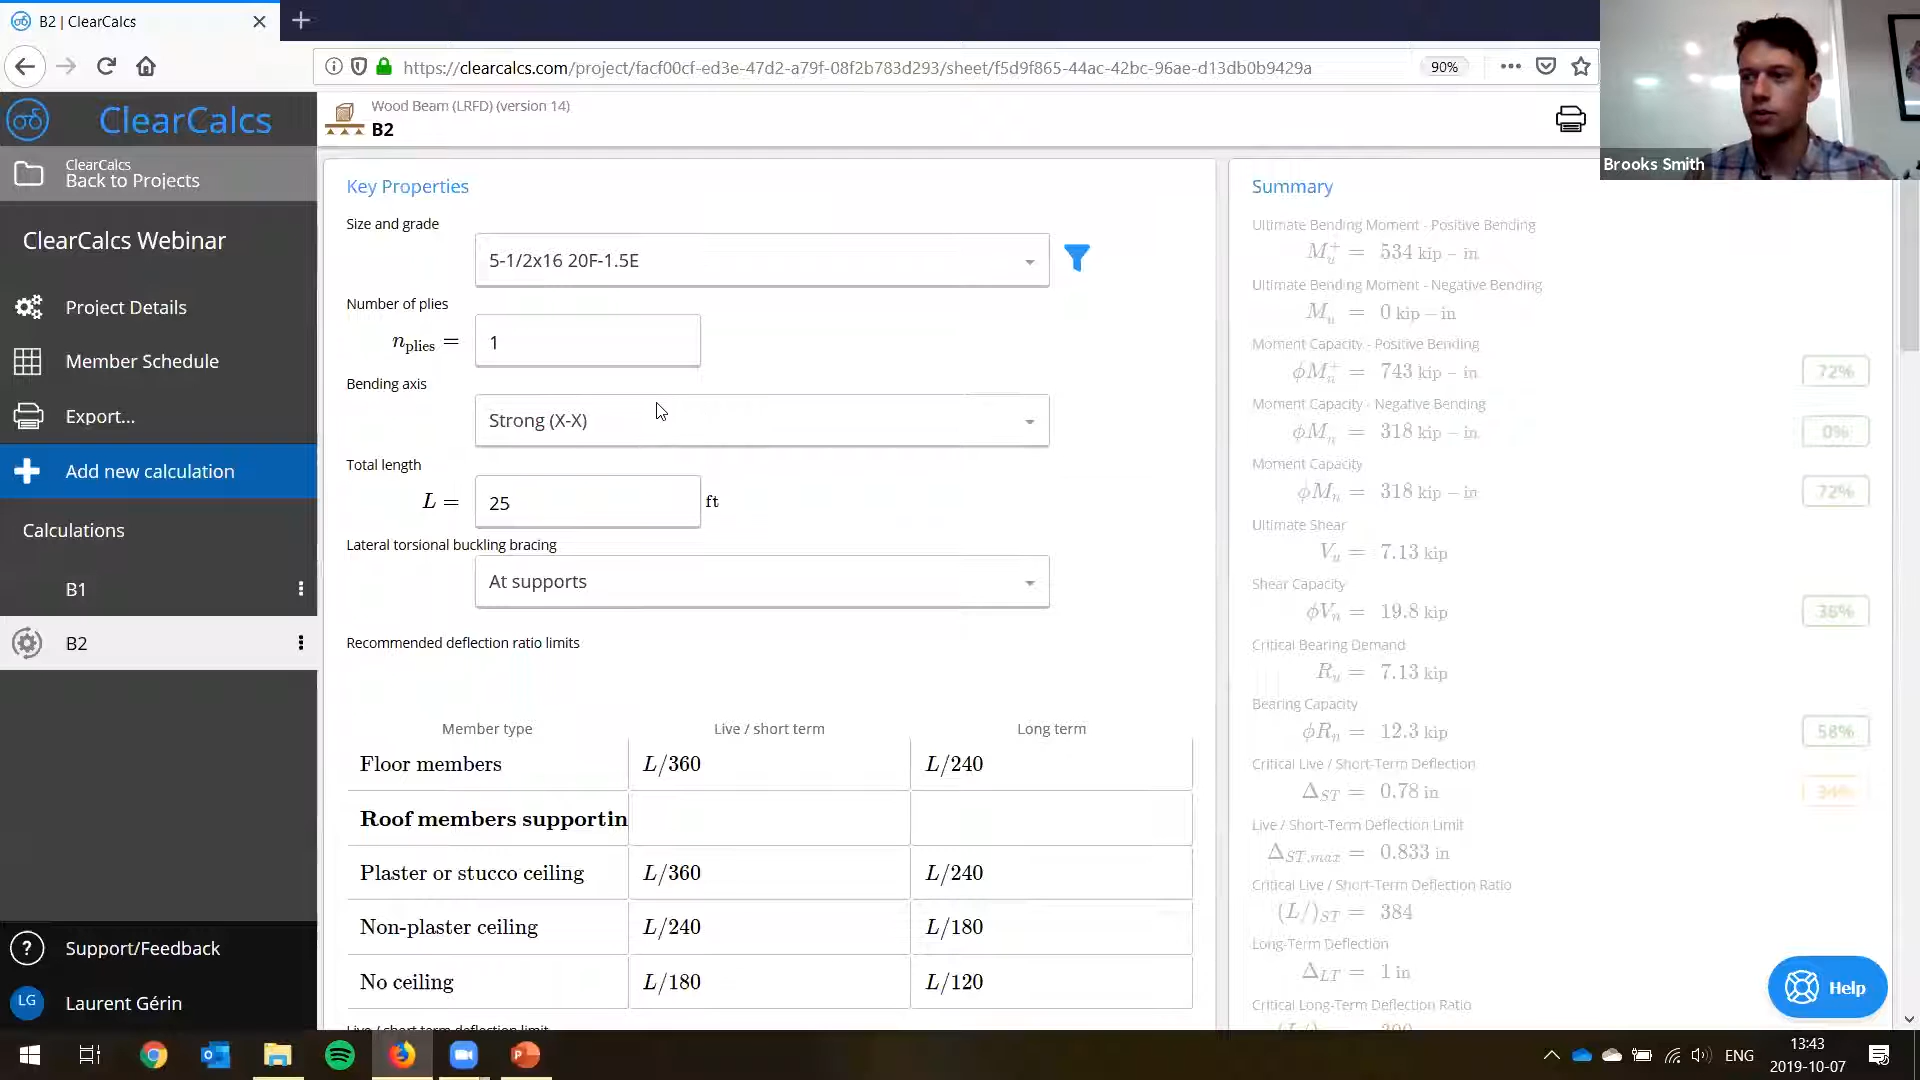 B2 | ClearCalcs
https://clearcalcs.com/project/facf00cf-ed3e-47d2-a79f-08f2b783d293/sheet/f5d9f865-44ac-42bc-96ae-d13db0b9429a
90%
Brooks Smith
ClearCalcs
ClearCalcs
Back to Projects
ClearCalcs Webinar
Project Details
Member Schedule
Export...
Add new calculation
Calculations
B1
B2
Support/Feedback
LG
Laurent Gérin
Wood Beam (LRFD) (version 14)
B2
Key Properties
Size and grade
5-1/2x16 20F-1.5E
Number of plies
n_plies = 1
Bending axis
Strong (X-X)
Total length
L = 25 ft
Lateral torsional buckling bracing
At supports
Recommended deflection ratio limits
Member type Live / short term Long term
Floor members L/360 L/240
Roof members supportin
Plaster or stucco ceiling L/360 L/240
Non-plaster ceiling L/240 L/180
No ceiling L/180 L/120
Live / short term deflection limit
Summary
Ultimate Bending Moment - Positive Bending
M_u^+ = 534 kip – in
Ultimate Bending Moment - Negative Bending
M_u^- = 0 kip – in
Moment Capacity - Positive Bending
ϕM_n^+ = 743 kip – in 72%
Moment Capacity - Negative Bending
ϕM_n^- = 318 kip – in 0%
Moment Capacity
ϕM_n = 318 kip – in 72%
Ultimate Shear
V_u = 7.13 kip
Shear Capacity
ϕV_n = 19.8 kip 36%
Critical Bearing Demand
R_u = 7.13 kip
Bearing Capacity
ϕR_n = 12.3 kip 58%
Critical Live / Short-Term Deflection
Δ_ST = 0.78 in
Live / Short-Term Deflection Limit
Δ_ST,max = 0.833 in
Critical Live / Short-Term Deflection Ratio
(L/)_ST = 384
Long-Term Deflection
Δ_LT = 1 in
Critical Long-Term Deflection Ratio
Help
ENG
13:43
2019-10-07